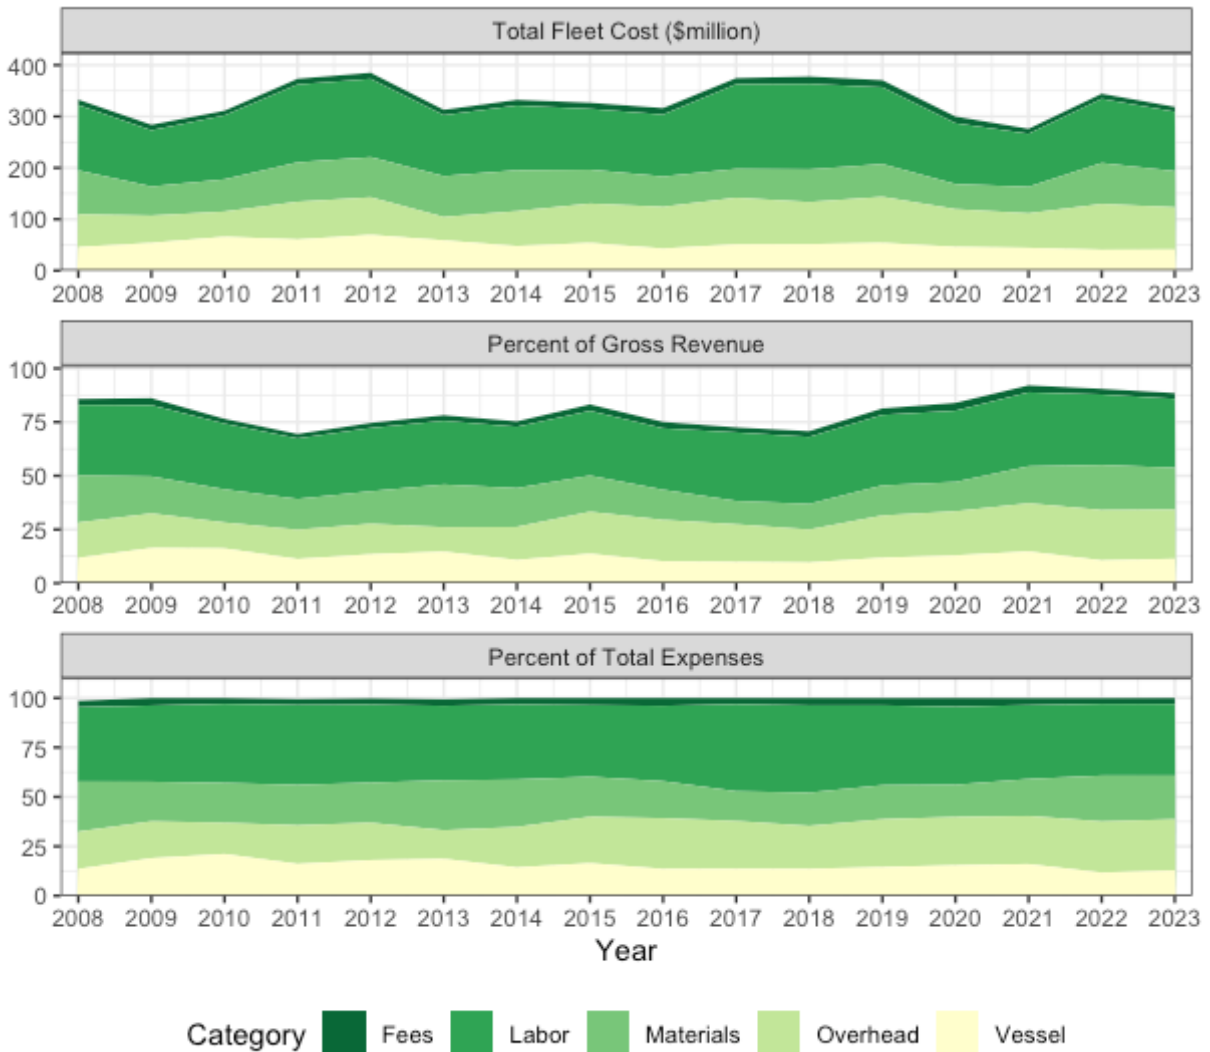 Total Fleet Cost ($million)
400
300
200
100
0
2008 2009 2010 2011 2012 2013 2014 2015 2016 2017 2018 2019 2020 2021 2022 2023
Percent of Gross Revenue
100
75
50
25
0
2008 2009 2010 2011 2012 2013 2014 2015 2016 2017 2018 2019 2020 2021 2022 2023
Percent of Total Expenses
100
75
50
25
0
2008 2009 2010 2011 2012 2013 2014 2015 2016 2017 2018 2019 2020 2021 2022 2023
Year
Category Fees Labor Materials Overhead Vessel